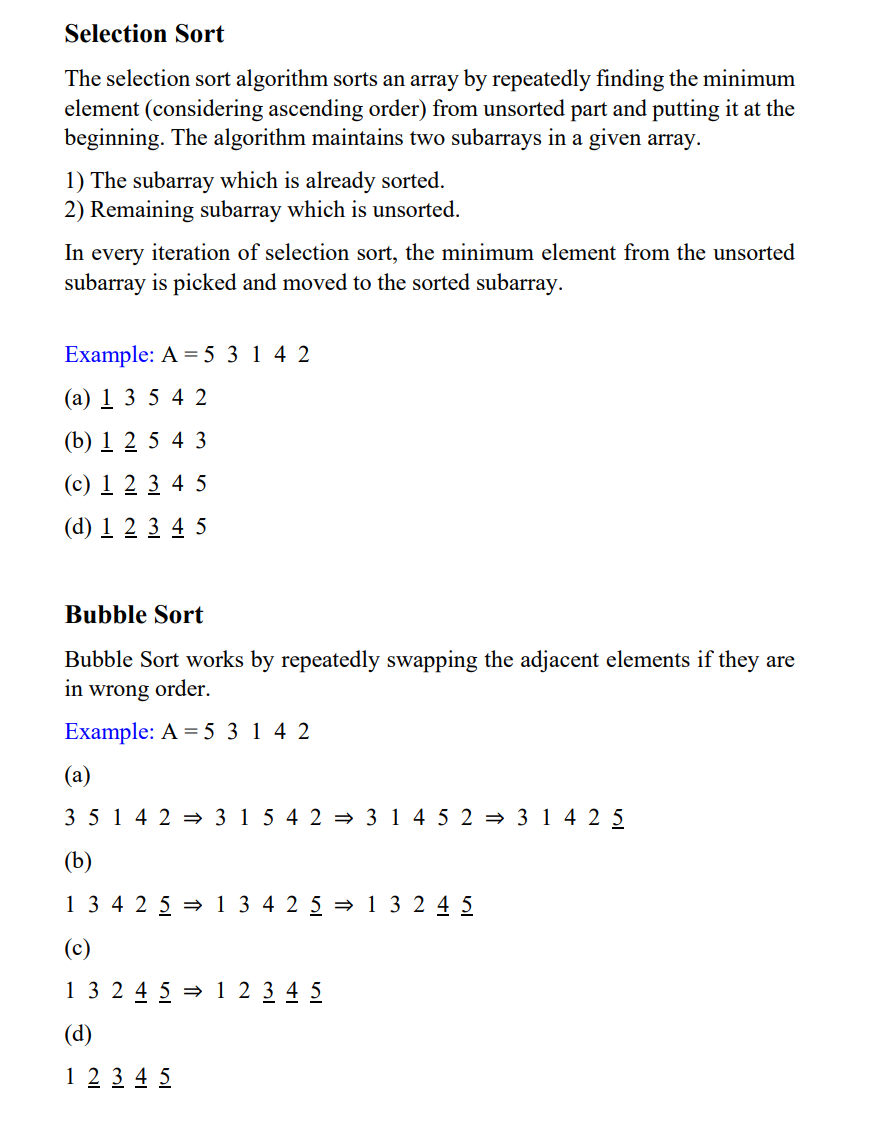 Selection Sort
The selection sort algorithm sorts an array by repeatedly finding the minimum
element (considering ascending order) from unsorted part and putting it at the
beginning. The algorithm maintains two subarrays in a given array.
1) The subarray which is already sorted.
2) Remaining subarray which is unsorted.
In every iteration of selection sort, the minimum element from the unsorted
subarray is picked and moved to the sorted subarray.
Example: A = 5 3 1 4 2
(a) 1 3 5 4 2
(b) 1 2 5 4 3
(c) 1 2 3 4 5
(d) 1 2 3 4 5
Bubble Sort
Bubble Sort works by repeatedly swapping the adjacent elements if they are
in wrong order.
Example: A = 5 3 1 4 2
(a)
3 5 1 4 2 ⇒ 3 1 5 4 2 ⇒ 3 1 4 5 2 ⇒ 3 1 4 2 5
(b)
1 3 4 2 5 ⇒ 1 3 4 2 5 ⇒ 1 3 2 4 5
(c)
1 3 2 4 5 ⇒ 1 2 3 4 5
(d)
1 2 3 4 5